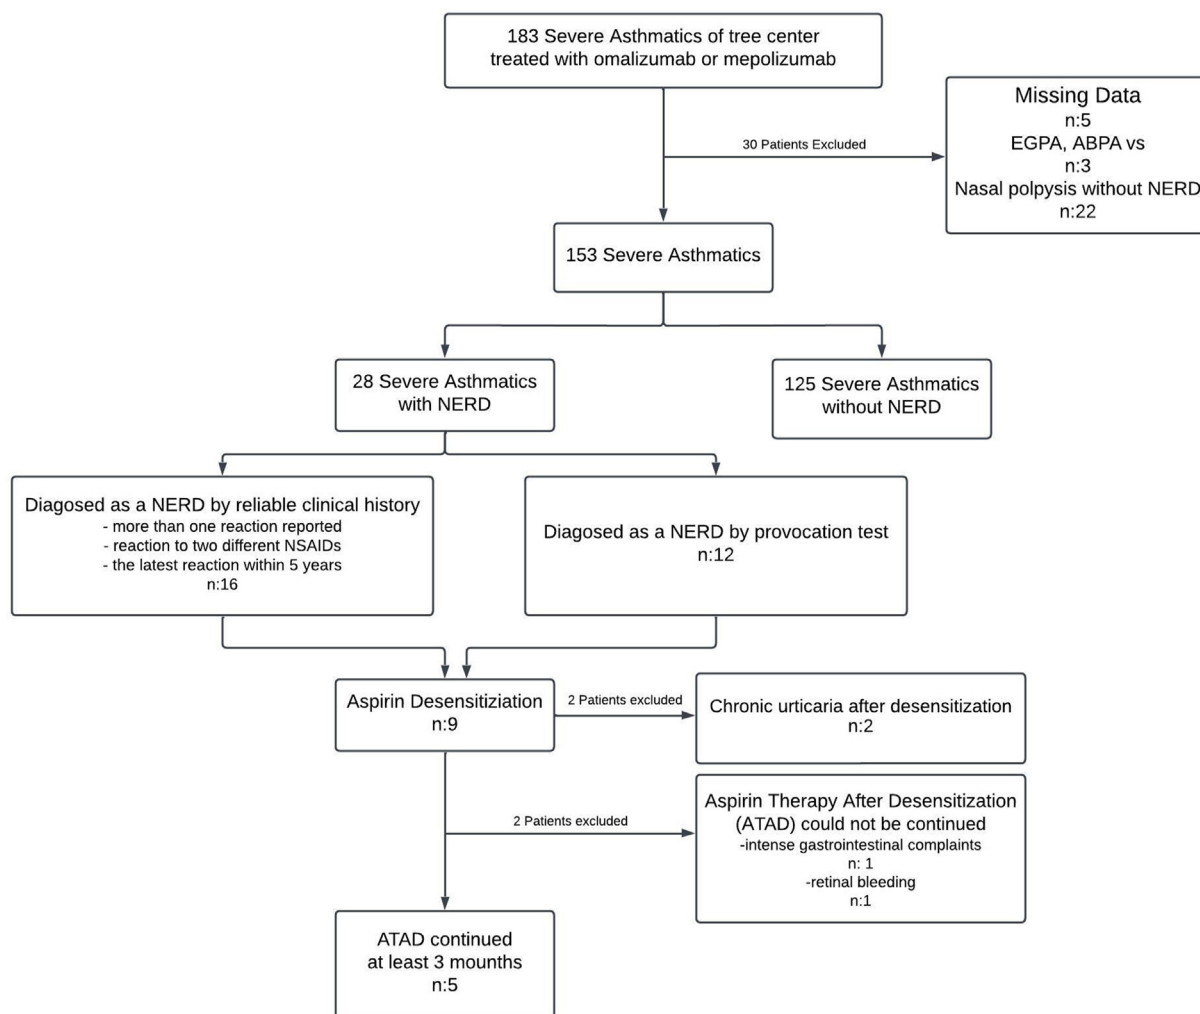 183 Severe Asthmatics of tree center
treated with omalizumab or mepolizumab
30 Patients Excluded
Missing Data
n:5
EGPA, ABPA vs
n:3
Nasal polpysis without NERD
n:22
153 Severe Asthmatics
28 Severe Asthmatics
with NERD
125 Severe Asthmatics
without NERD
Diagosed as a NERD by reliable clinical history
- more than one reaction reported
- reaction to two different NSAIDs
- the latest reaction within 5 years
n:16
Diagosed as a NERD by provocation test
n:12
Aspirin Desensitiziation
n:9
2 Patients excluded
Chronic urticaria after desensitization
n:2
2 Patients excluded
Aspirin Therapy After Desensitization
(ATAD) could not be continued
-intense gastrointestinal complaints
n: 1
-retinal bleeding
n:1
ATAD continued
at least 3 mounths
n:5